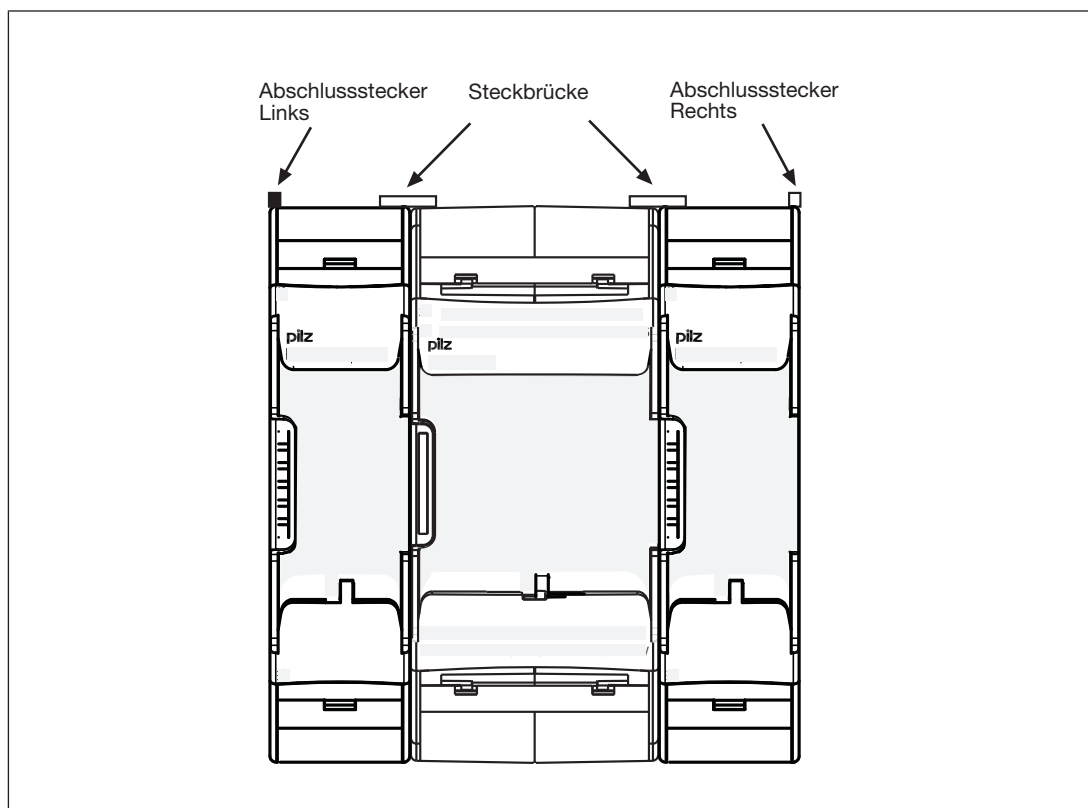 Abschlussstecker
Links
Steckbrücke
Abschlussstecker
Rechts
pilz
pilz
pilz